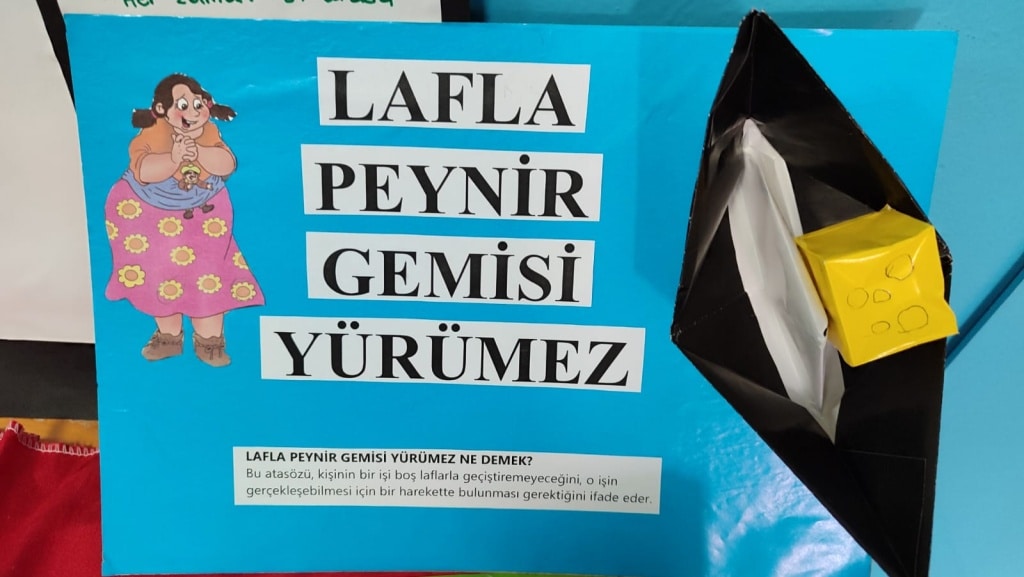 LAFLA
PEYNİR
GEMİSİ
YÜRÜMEZ
LAFLA PEYNİR GEMİSİ YÜRÜMEZ NE DEMEK?
Bu atasözü, kişinin bir işi boş laflarla geçiştiremeyeceğini, o işin
gerçekleşebilmesi için bir harekette bulunması gerektiğini ifade eder.